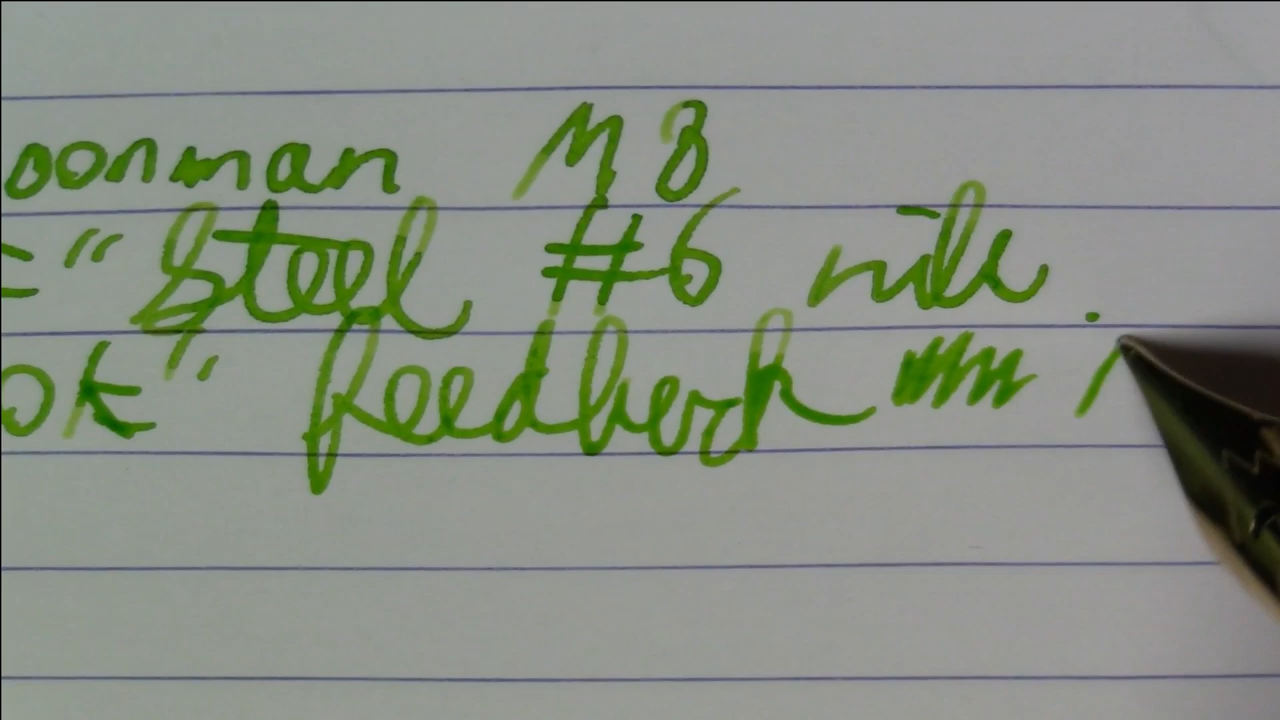 oonman M8
= "Steel #6 nib.
ok" feedback